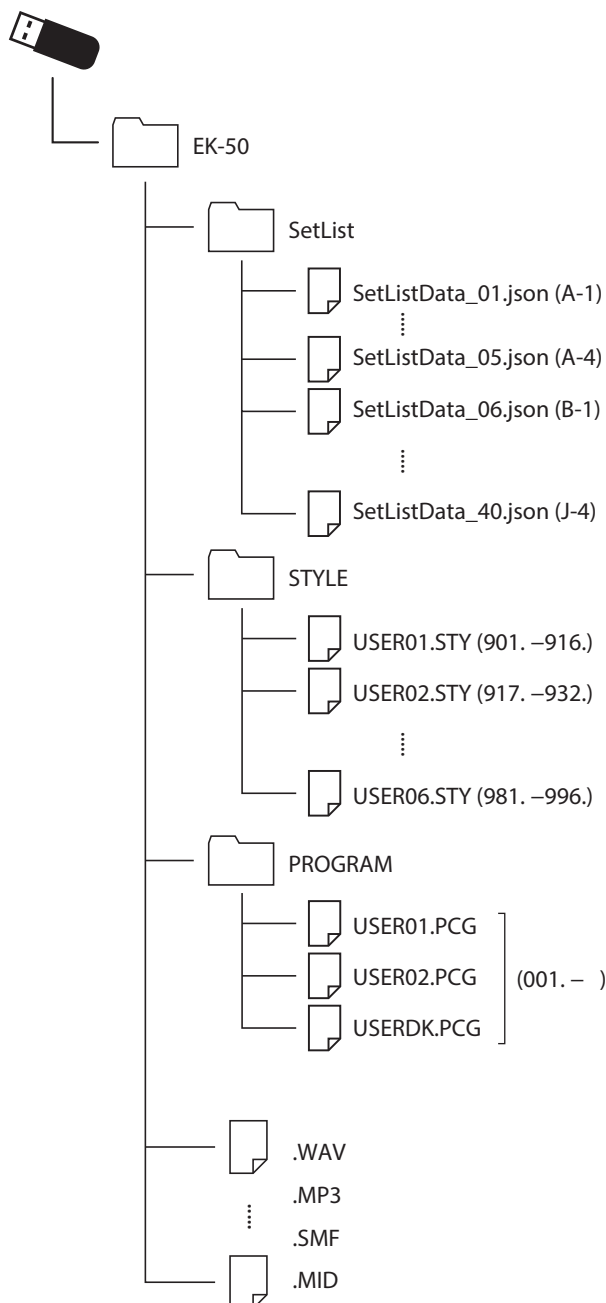 EK-50
SetList
SetListData_01.json (A-1)
SetListData_05.json (A-4)
SetListData_06.json (B-1)
SetListData_40.json (J-4)
STYLE
USER01.STY (901. –916.)
USER02.STY (917. –932.)
USER06.STY (981. –996.)
PROGRAM
USER01.PCG
USER02.PCG
(001. – )
USERDK.PCG
.WAV
.MP3
.SMF
.MID